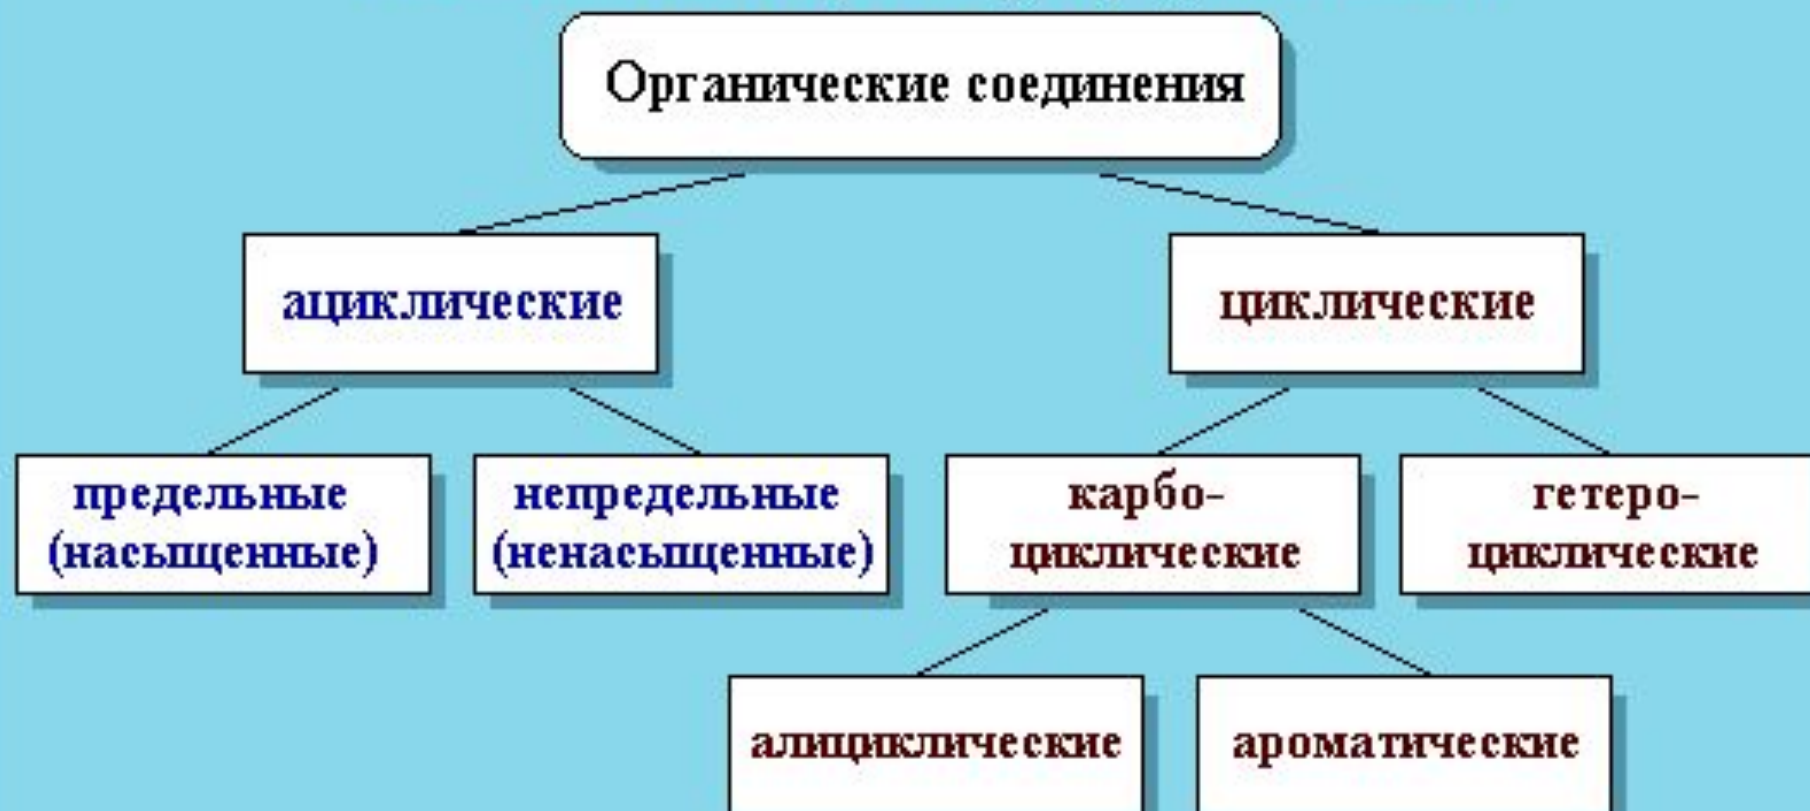 Органические соединения
ациклические
циклические
предельные
(насыщенные)
непредельные
(ненасыщенные)
карбо-
циклические
гетеро-
циклические
алициклические
ароматические